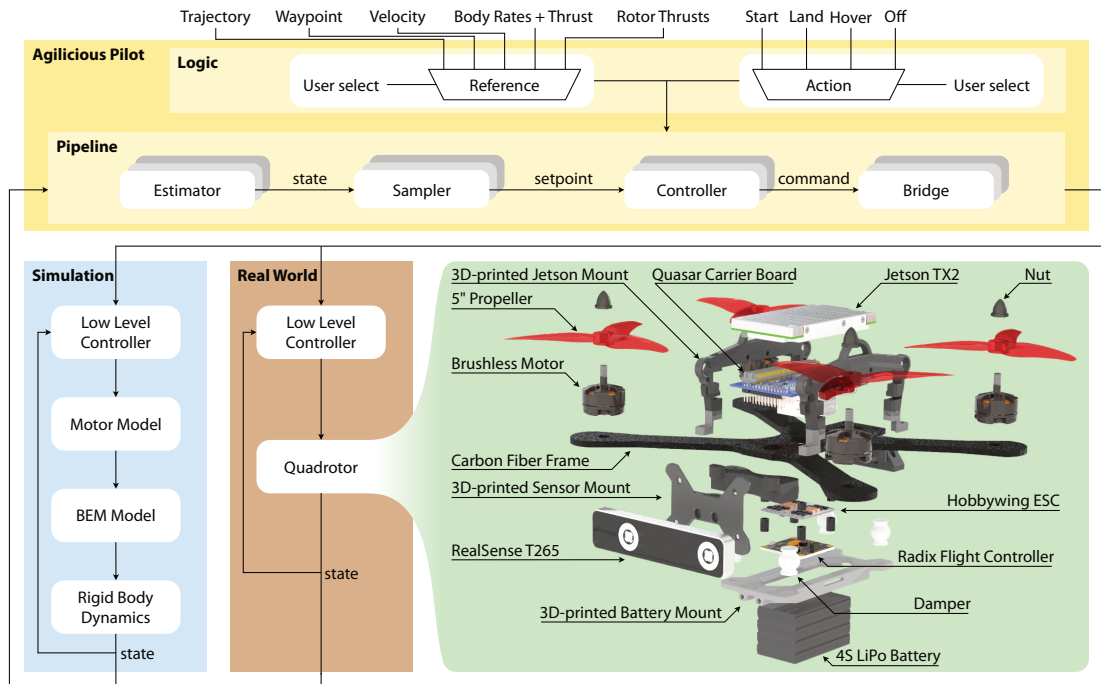 Trajectory Waypoint Velocity Body Rates + Thrust Rotor Thrusts Start Land Hover Off
Agilicious Pilot
Logic
User select Reference Action User select
Pipeline
Estimator state Sampler setpoint Controller command Bridge
Simulation
Low Level
Controller
Motor Model
BEM Model
Rigid Body
Dynamics
state
Real World
Low Level
Controller
Quadrotor
state
3D-printed Jetson Mount Quasar Carrier Board Jetson TX2 Nut
5" Propeller
Brushless Motor
Carbon Fiber Frame
3D-printed Sensor Mount
Hobbywing ESC
RealSense T265
Radix Flight Controller
3D-printed Battery Mount
Damper
4S LiPo Battery